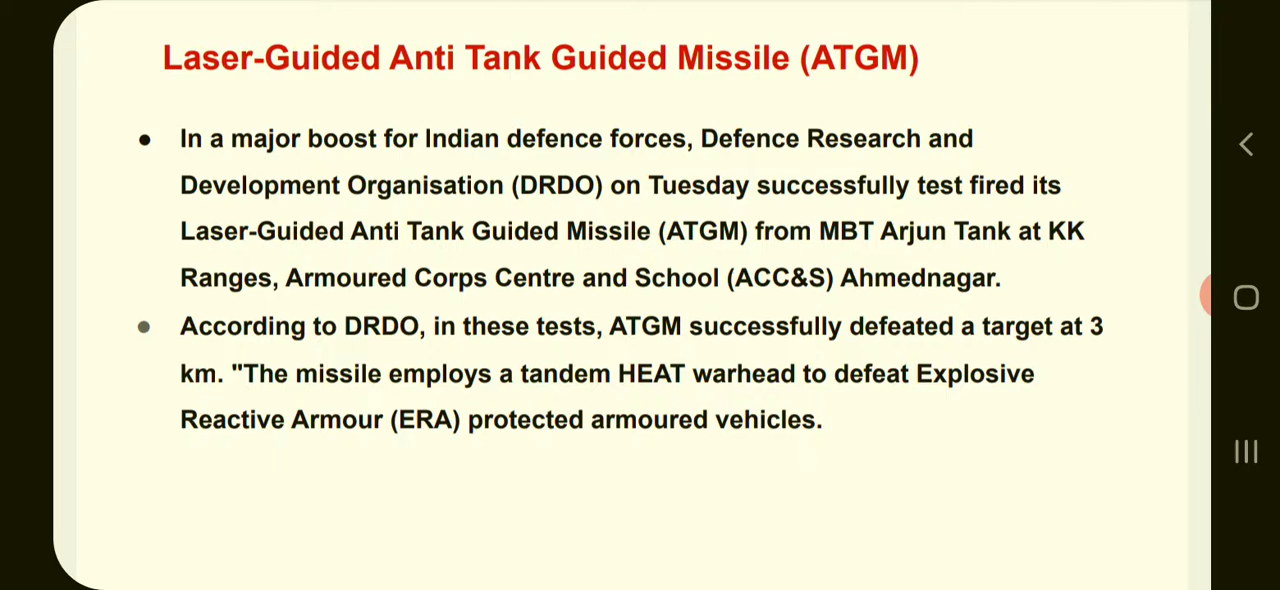 Laser-Guided Anti Tank Guided Missile (ATGM)
● In a major boost for Indian defence forces, Defence Research and
Development Organisation (DRDO) on Tuesday successfully test fired its
Laser-Guided Anti Tank Guided Missile (ATGM) from MBT Arjun Tank at KK
Ranges, Armoured Corps Centre and School (ACC&S) Ahmednagar.
● According to DRDO, in these tests, ATGM successfully defeated a target at 3
km. "The missile employs a tandem HEAT warhead to defeat Explosive
Reactive Armour (ERA) protected armoured vehicles.